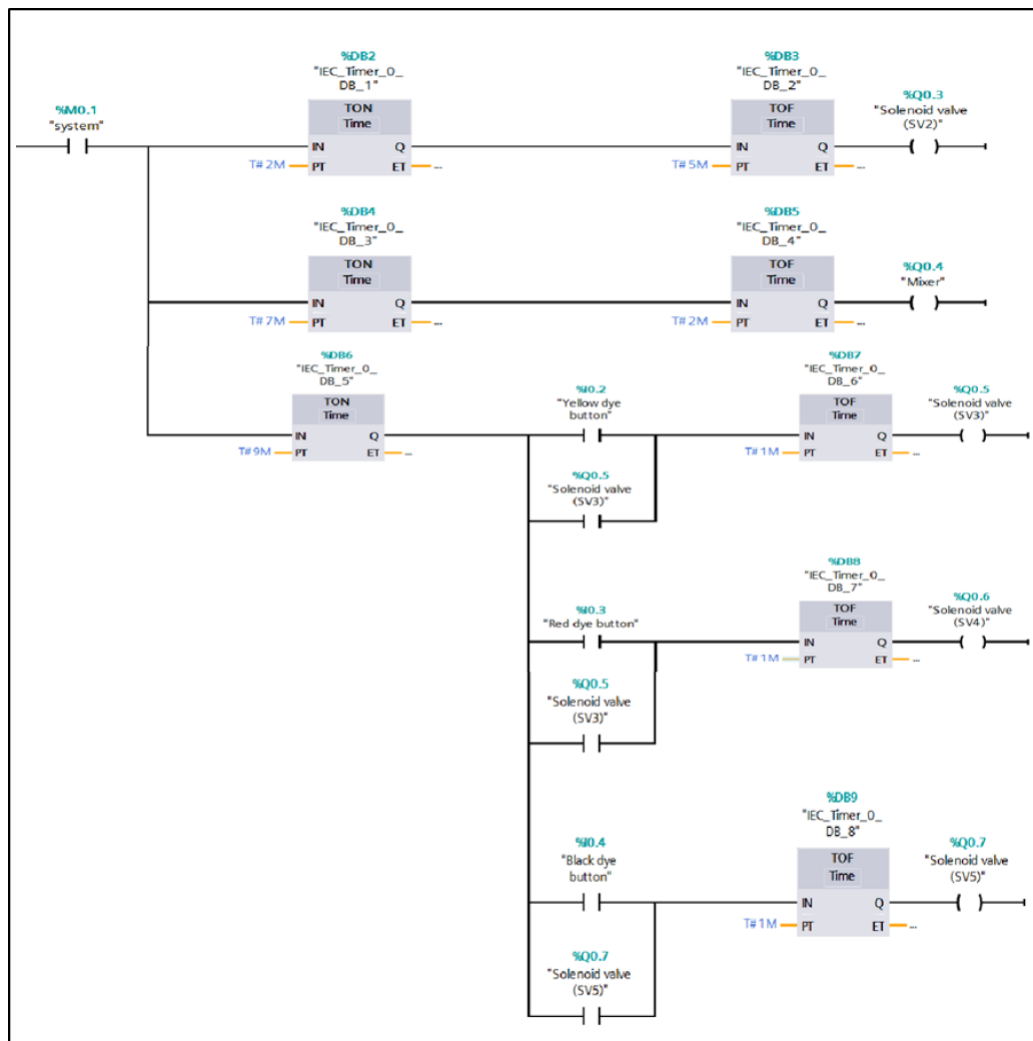 %DB2
"IEC_Timer_0_
DB_1"
%DB3
"IEC_Timer_0_
DB_2"
%M0.1
"system"
TON
Time
TOF
Time
%Q0.3
"Solenoid valve
(SV2)"
IN Q
T# 2M PT ET ...
IN Q
T# 5M PT ET ...
%DB4
"IEC_Timer_0_
DB_3"
%DB5
"IEC_Timer_0_
DB_4"
TON
Time
TOF
Time
%Q0.4
"Mixer"
IN Q
T# 7M PT ET ...
IN Q
T# 2M PT ET ...
%DB6
"IEC_Timer_0_
DB_5"
%DB7
"IEC_Timer_0_
DB_6"
TON
Time
%I0.2
"Yellow dye
button"
TOF
Time
%Q0.5
"Solenoid valve
(SV3)"
IN Q
T# 9M PT ET ...
IN Q
T# 1M PT ET ...
%Q0.5
"Solenoid valve
(SV3)"
%DB8
"IEC_Timer_0_
DB_7"
%I0.3
"Red dye button"
TOF
Time
%Q0.6
"Solenoid valve
(SV4)"
IN Q
T# 1M PT ET ...
%Q0.5
"Solenoid valve
(SV3)"
%DB9
"IEC_Timer_0_
DB_8"
%I0.4
"Black dye
button"
TOF
Time
%Q0.7
"Solenoid valve
(SV5)"
IN Q
T# 1M PT ET ...
%Q0.7
"Solenoid valve
(SV5)"